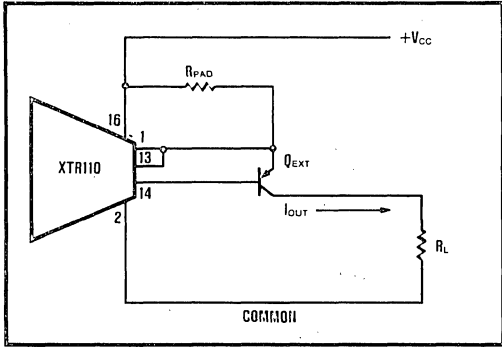 +VCC
RPAD
16
1
13
XTR110
QEXT
14
IOUT
2
RL
COMMON